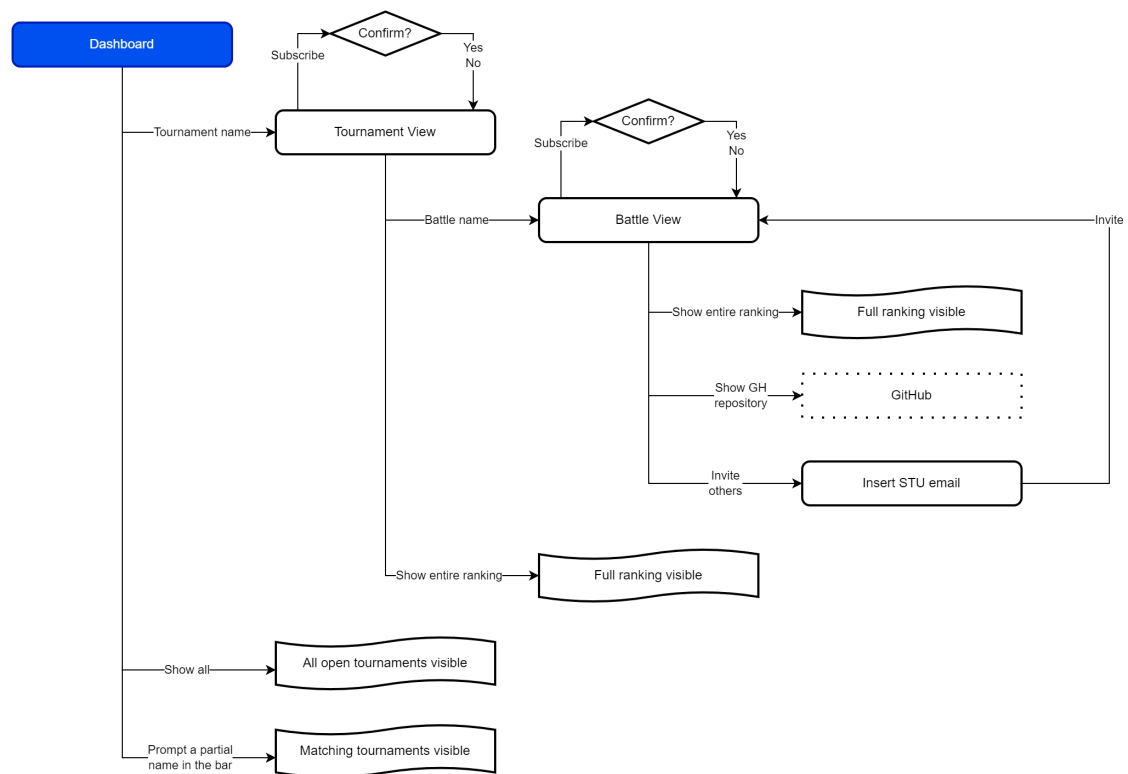 Dashboard
Confirm?
Subscribe
Yes
No
Tournament name
Tournament View
Confirm?
Subscribe
Yes
No
Battle name
Battle View
Invite
Show entire ranking
Full ranking visible
Show GH
repository
GitHub
Invite
others
Insert STU email
Show entire ranking
Full ranking visible
Show all
All open tournaments visible
Prompt a partial
name in the bar
Matching tournaments visible